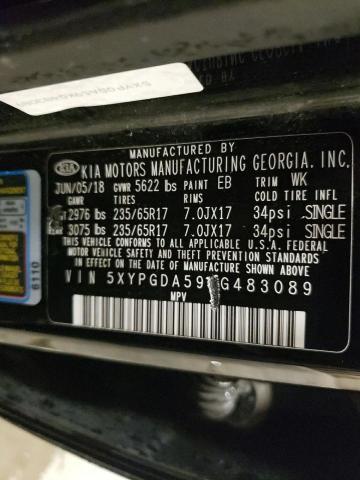 MANUFACTURED BY
KIA KIA MOTORS MANUFACTURING GEORGIA, INC.
JUN/05/18 GVWR 5622 lbs PAINT EB TRIM WK
GAWR TIRES RIMS COLD TIRE INFL
2976 lbs 235/65R17 7.0JX17 34psi SINGLE
3075 lbs 235/65R17 7.0JX17 34psi SINGLE
THIS VEHICLE CONFORMS TO ALL APPLICABLE U.S.A. FEDERAL
MOTOR VEHICLE SAFETY AND THEFT PREVENTION
STANDARDS IN EFFECT ON THE DATE OF
MANUFACTURE SHOWN ABOVE.
MPV
6110